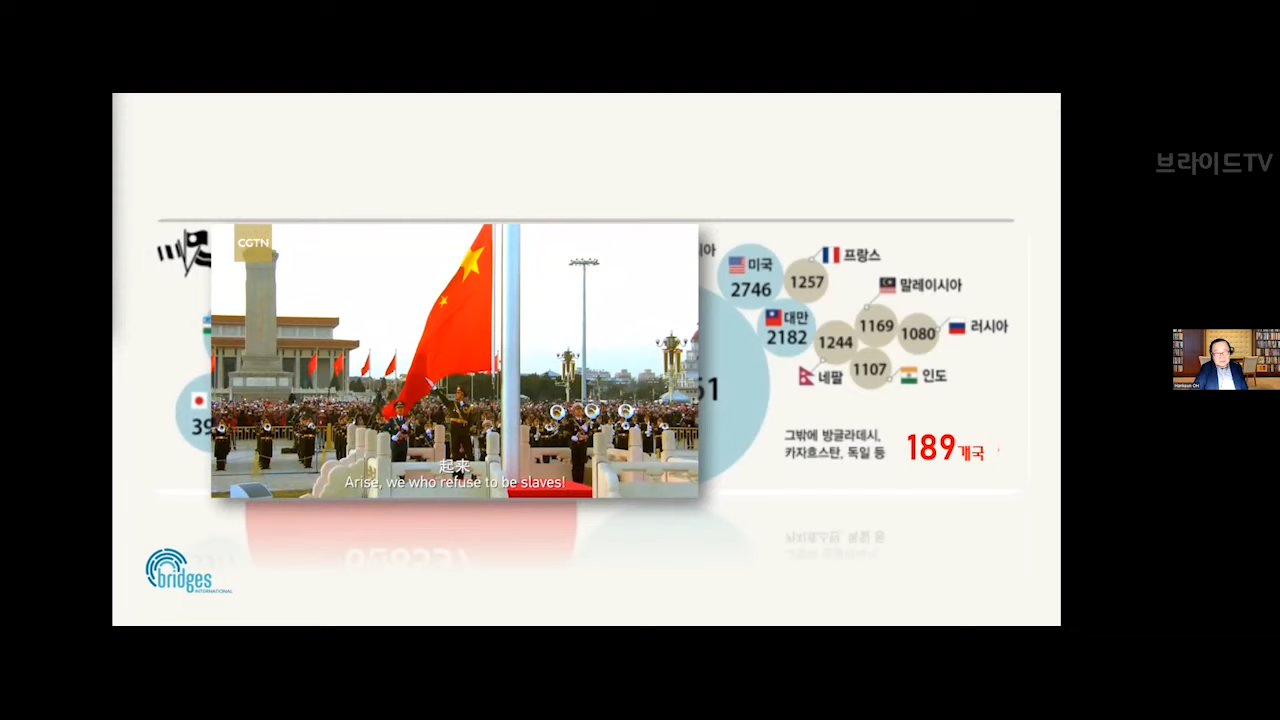 브라이드TV
CGTN
미국
2746
1257
프랑스
말레이시아
대만
2182
1244
1169
1080
러시아
네팔
1107
인도
그밖에 방글라데시,
카자흐스탄, 독일 등
189개국
起来
Arise, we who refuse to be slaves!
bridges
INTERNATIONAL